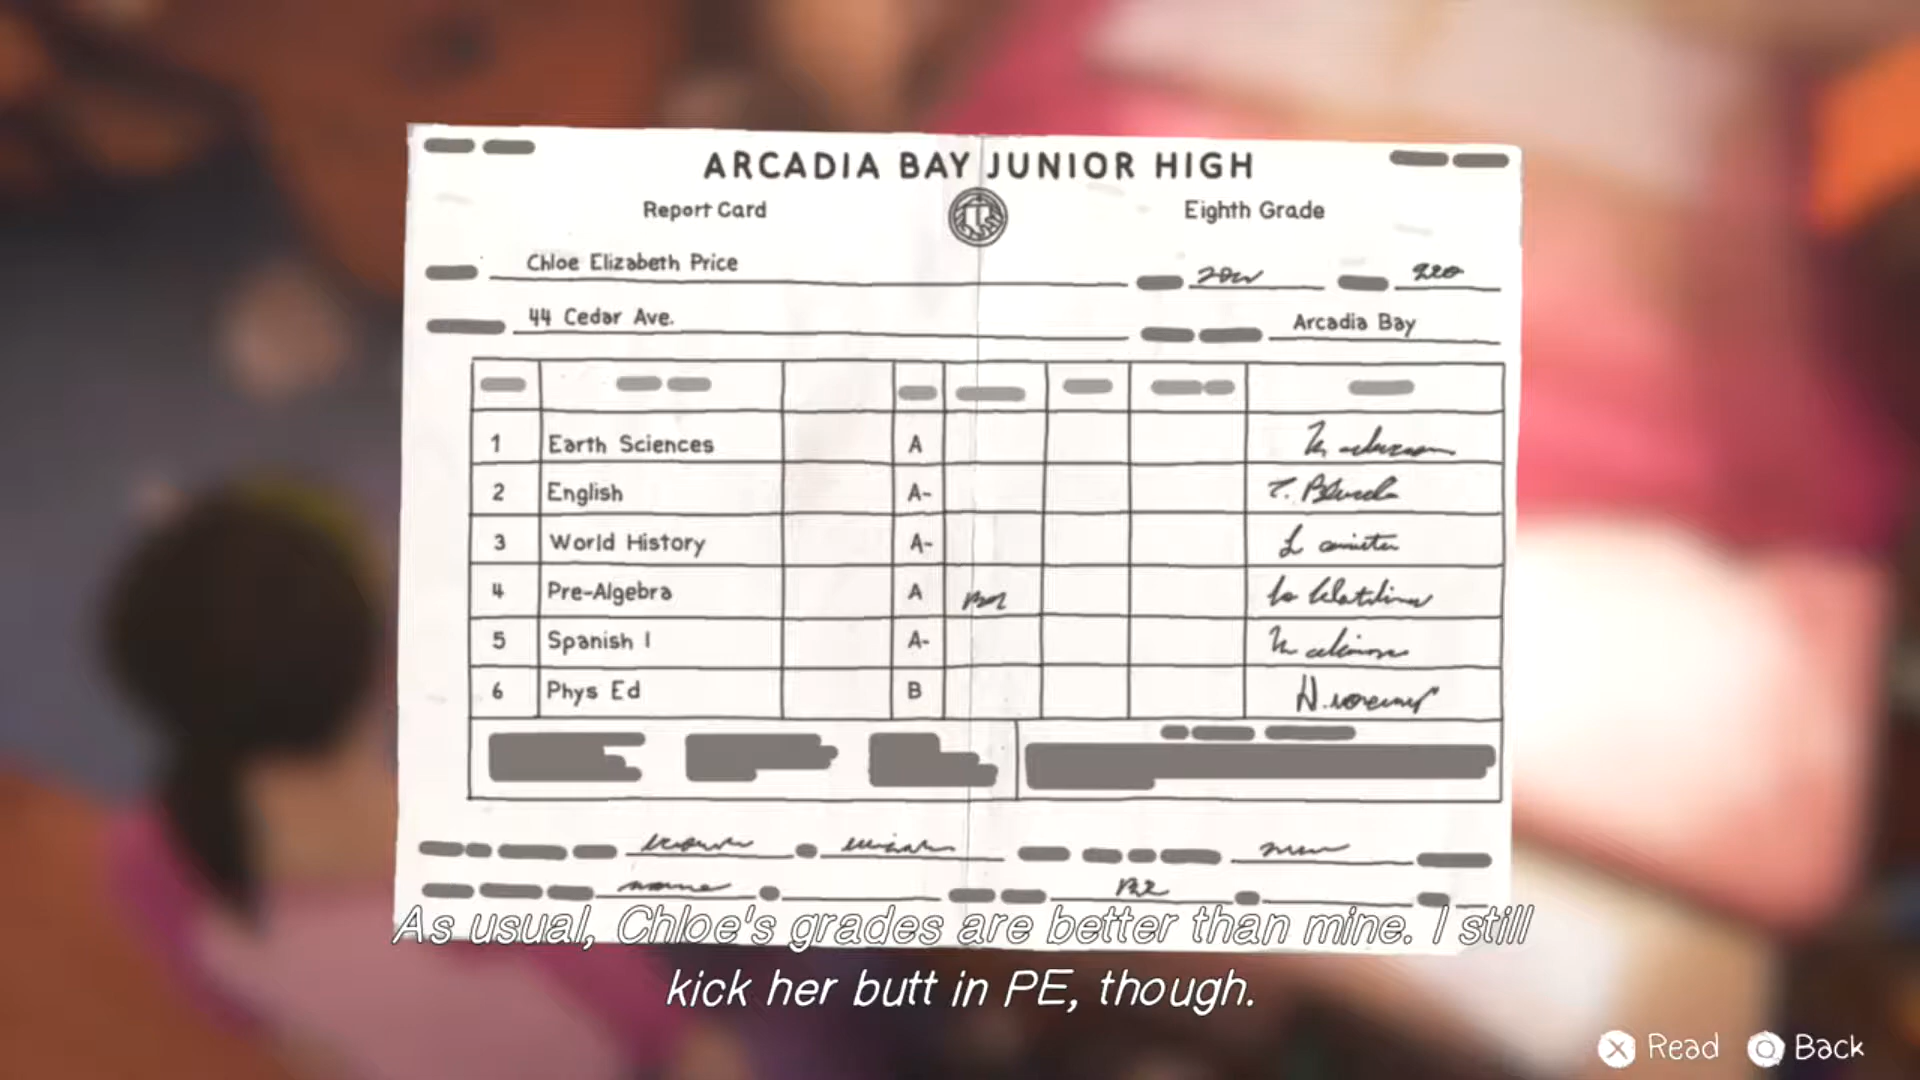 ARCADIA BAY JUNIOR HIGH
Report Card
Eighth Grade
Chloe Elizabeth Price
44 Cedar Ave.
Arcadia Bay
1 Earth Sciences A
2 English A-
3 World History A-
4 Pre-Algebra A
5 Spanish I A-
6 Phys Ed B
As usual, Chloe's grades are better than mine. I still
kick her butt in PE, though.
Read Back